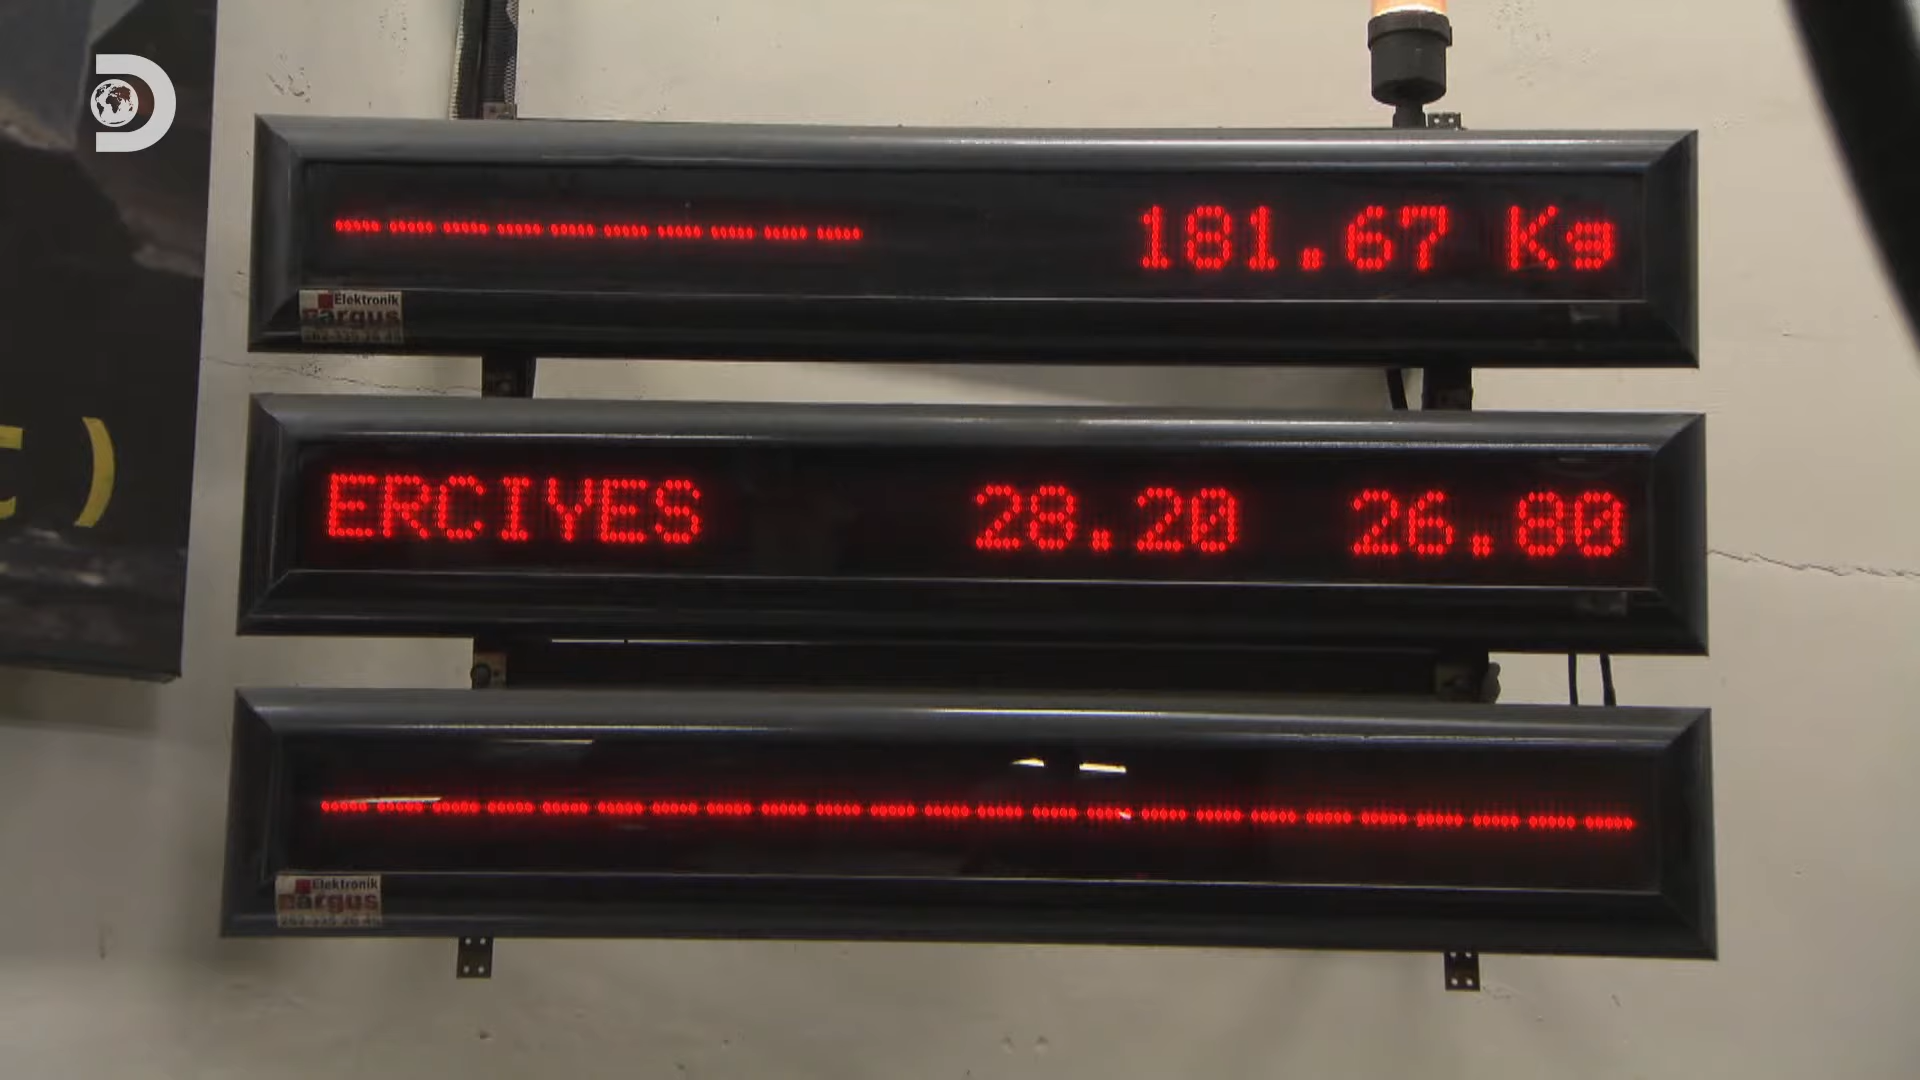 ---------- 181.67 Kg
Elektronik
argus
ERCIYES 28.20 26.80
------------------------
Elektronik
argus
)